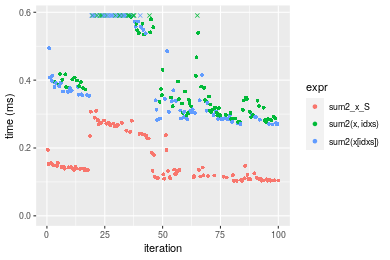 0.6
0.4
0.2
0.0
time (ms)
0
25
50
75
100
iteration
expr
sum2_x_S
sum2(x, idxs)
sum2(x[idxs])